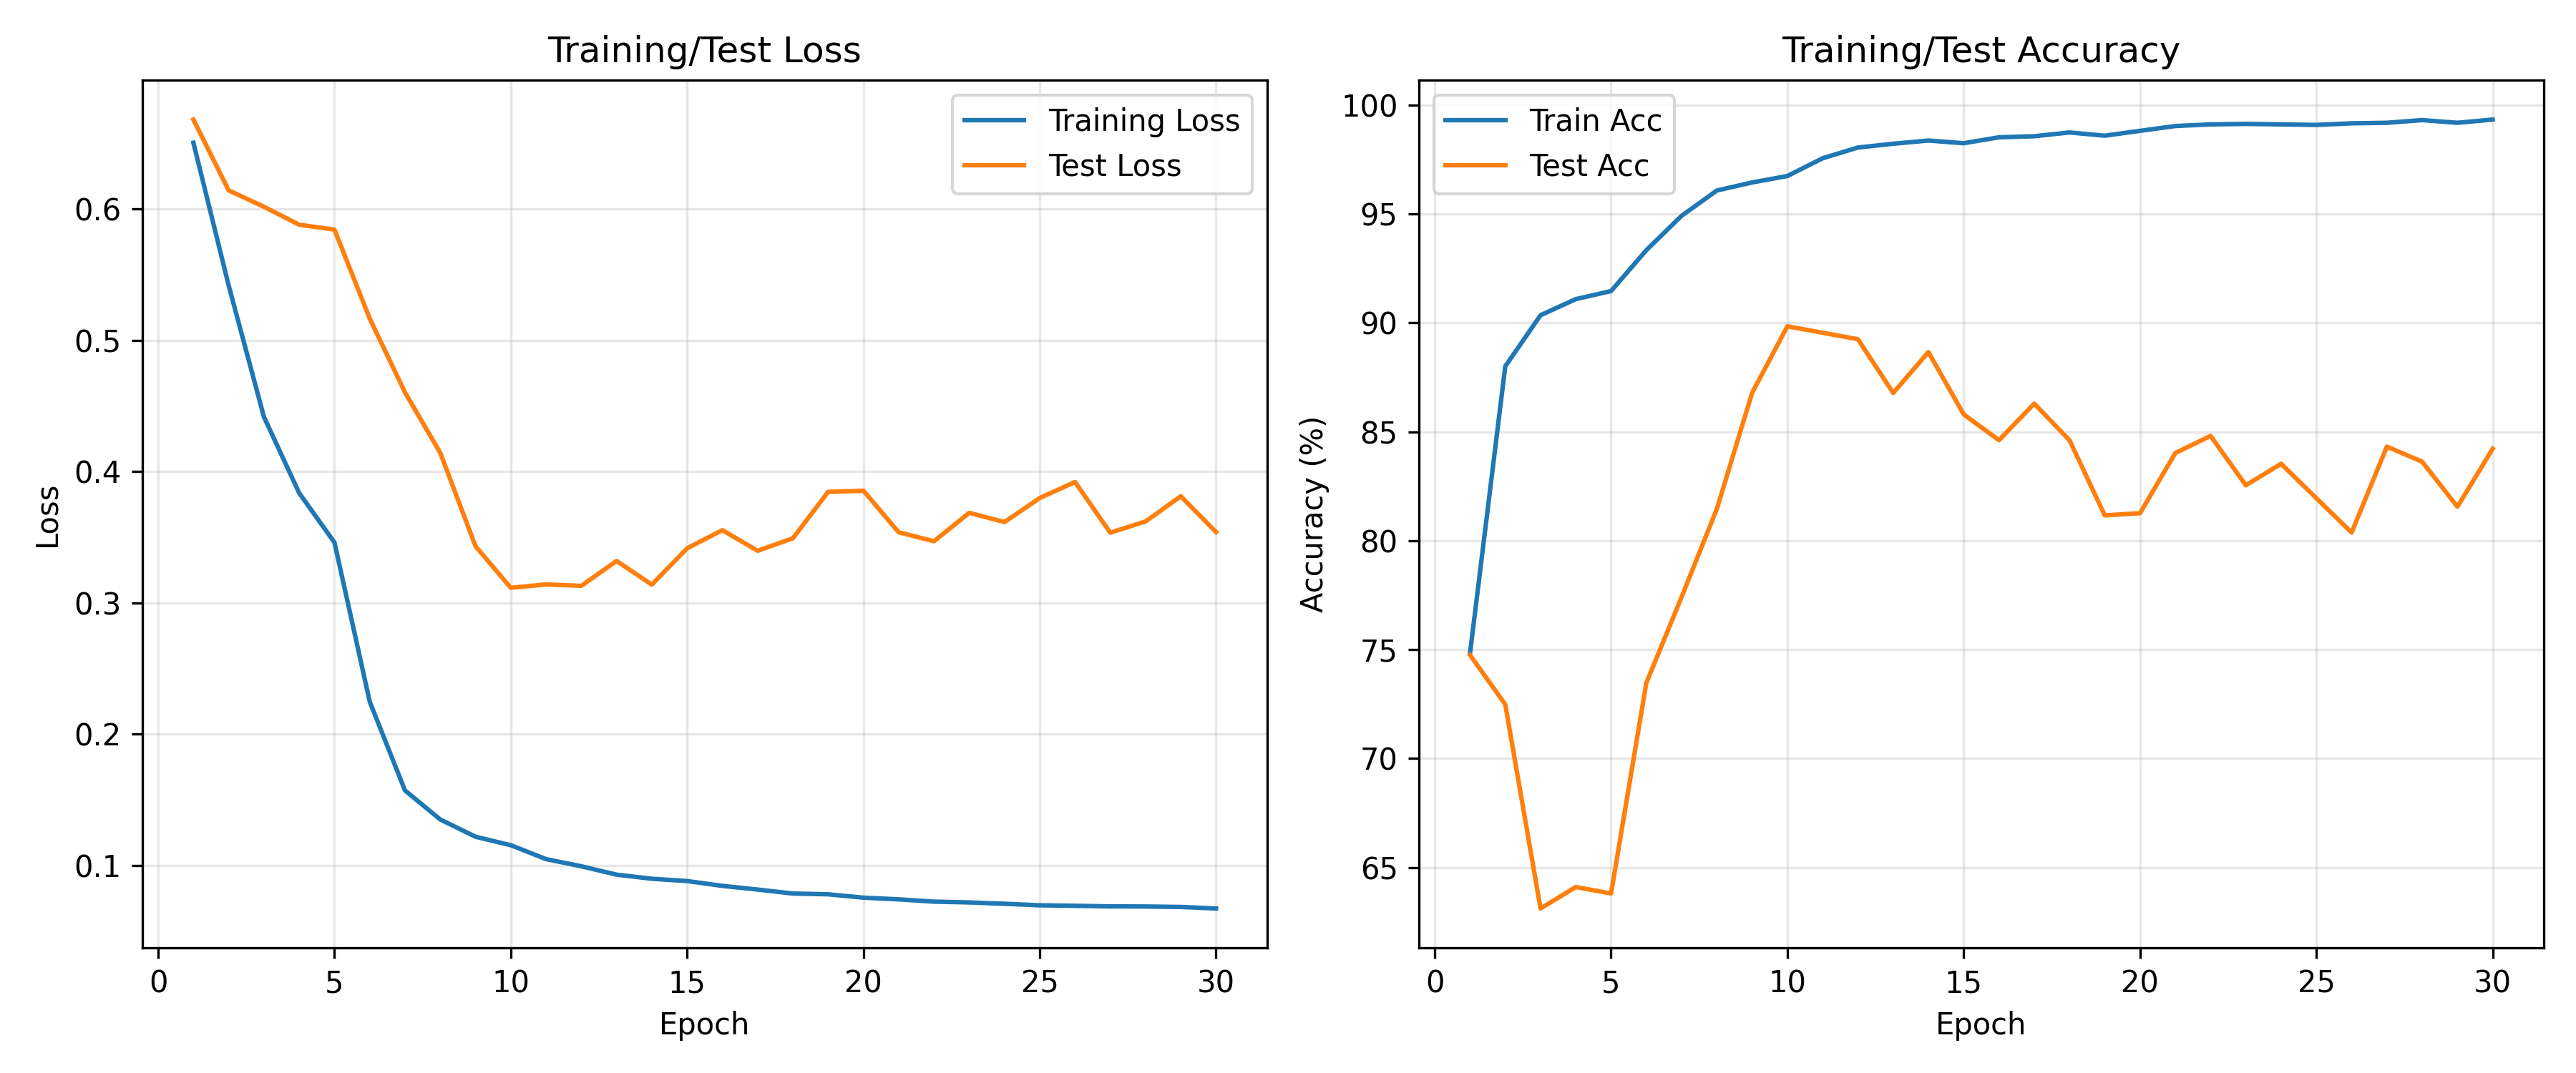 Training/Test Loss
Training Loss
Test Loss
Loss
0.6
0.5
0.4
0.3
0.2
0.1
0 5 10 15 20 25 30
Epoch
Training/Test Accuracy
Train Acc
Test Acc
Accuracy (%)
100
95
90
85
80
75
70
65
0 5 10 15 20 25 30
Epoch